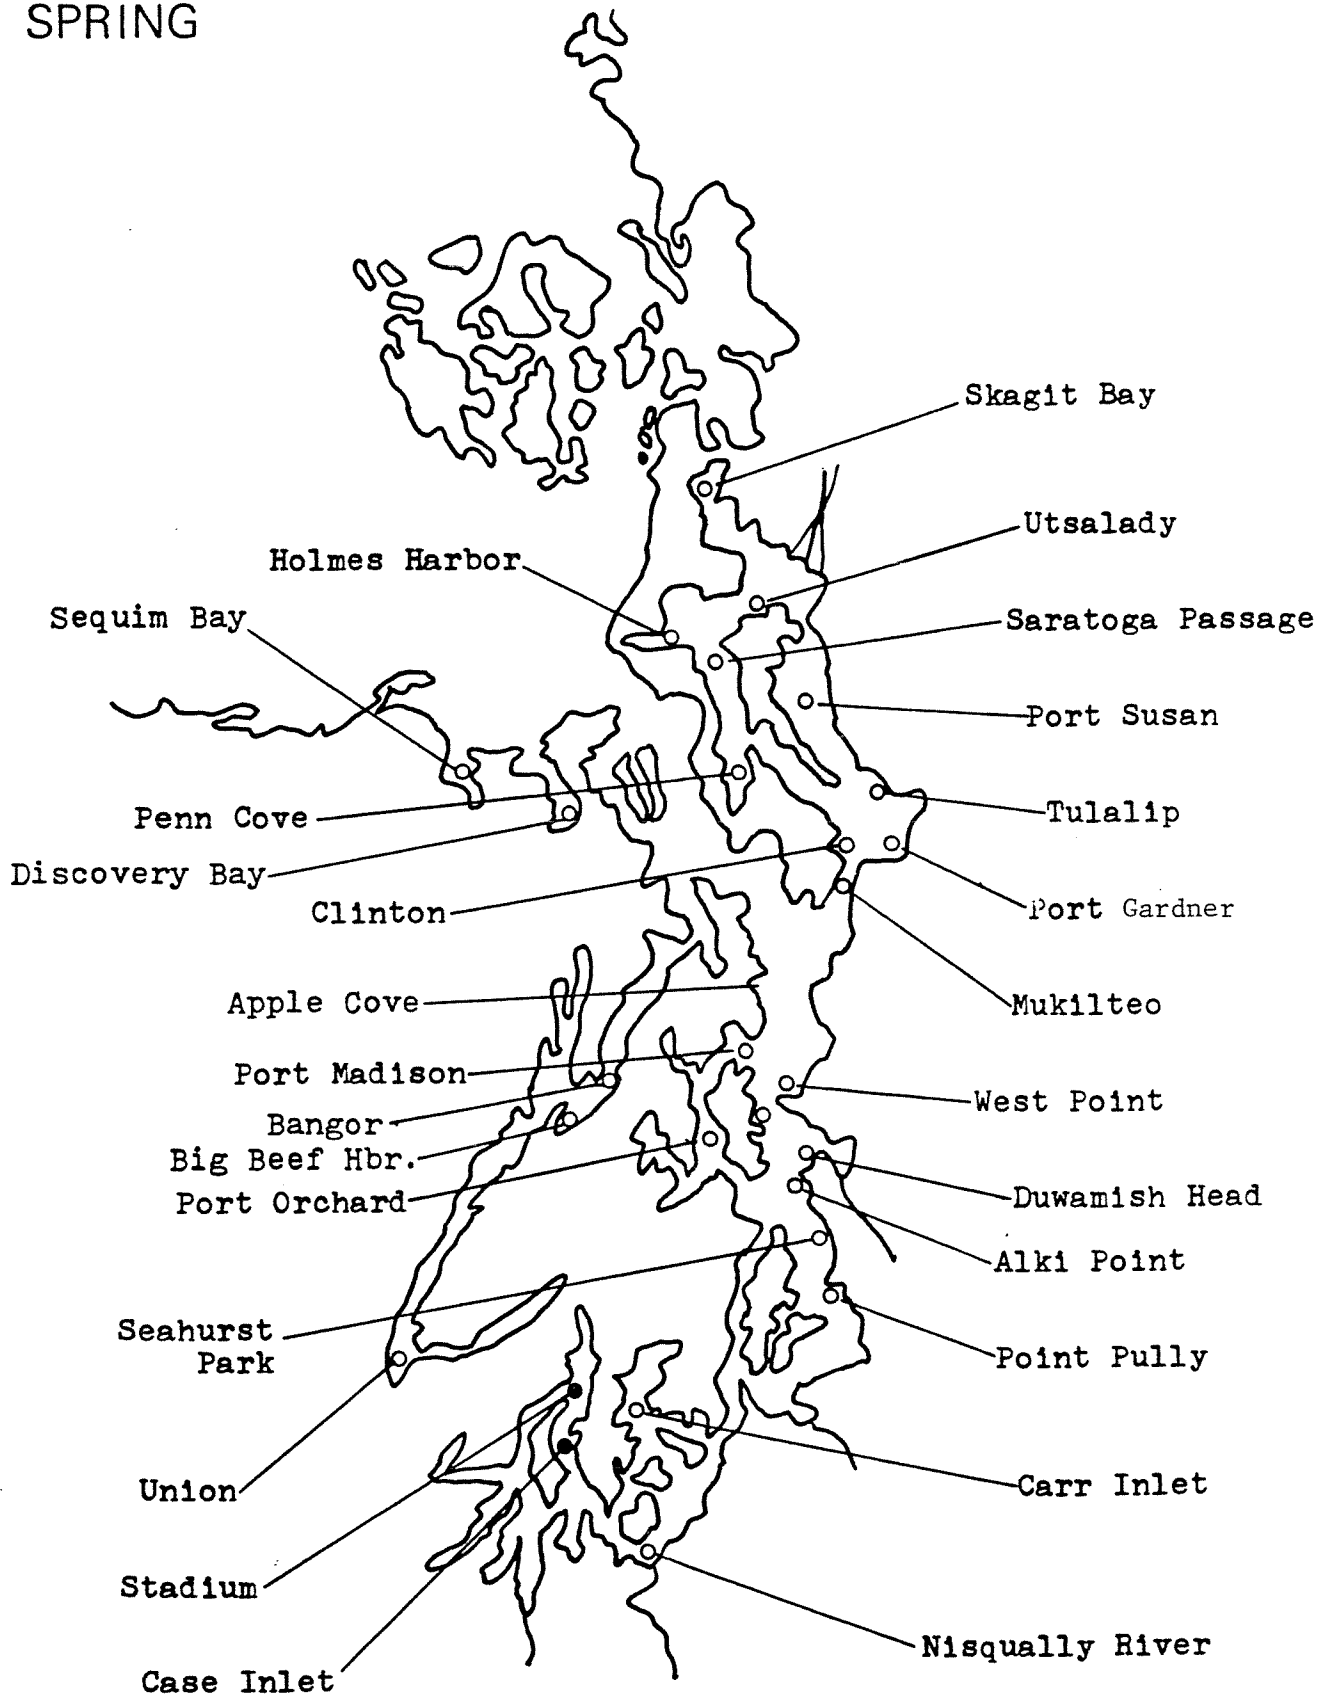 SPRING
Skagit Bay
Utsalady
Holmes Harbor
Sequim Bay
Saratoga Passage
Port Susan
Penn Cove
Tulalip
Discovery Bay
Clinton
Port Gardner
Apple Cove
Mukilteo
Port Madison
West Point
Bangor
Big Beef Hbr.
Port Orchard
Duwamish Head
Alki Point
Seahurst
Park
Point Pully
Union
Carr Inlet
Stadium
Nisqually River
Case Inlet